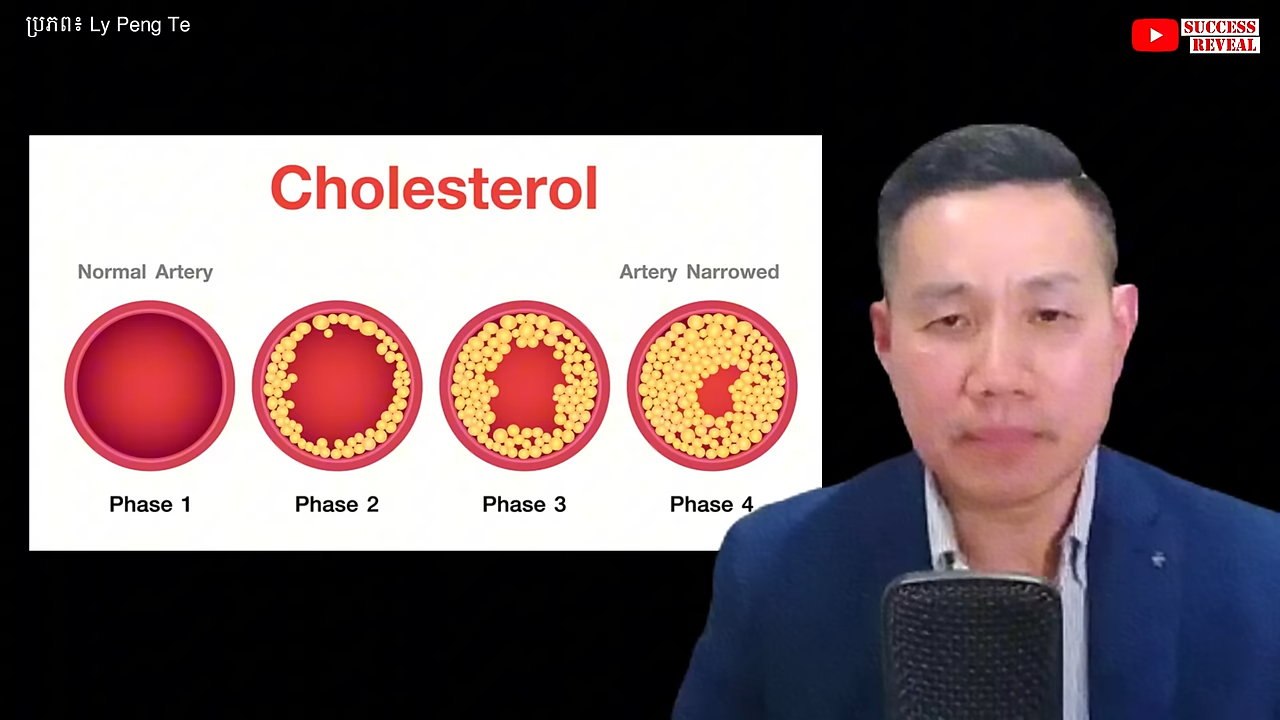 ប្រភព៖ Ly Peng Te
SUCCESS
REVEAL
Cholesterol
Normal Artery
Artery Narrowed
Phase 1
Phase 2
Phase 3
Phase 4